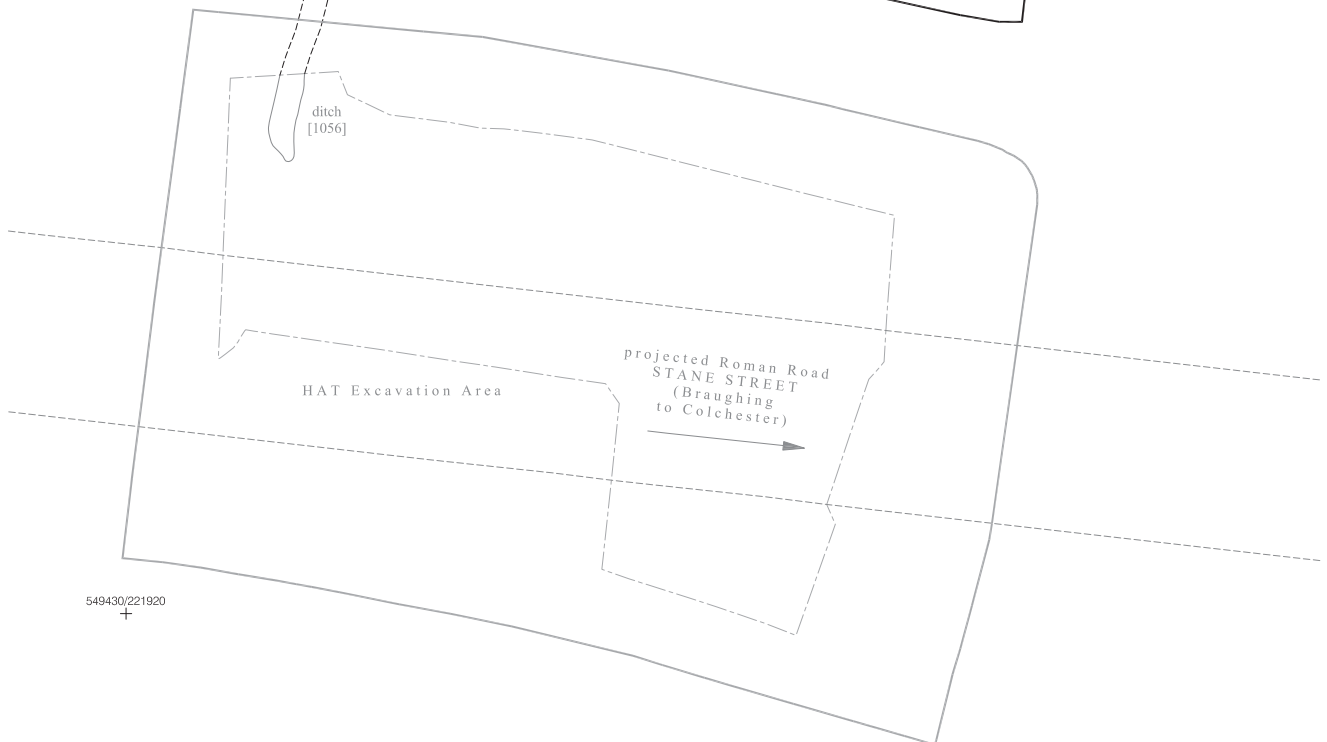 ditch
[1056]
projected Roman Road
STANE STREET
(Braughing
to Colchester)
HAT Excavation Area
549430/221920